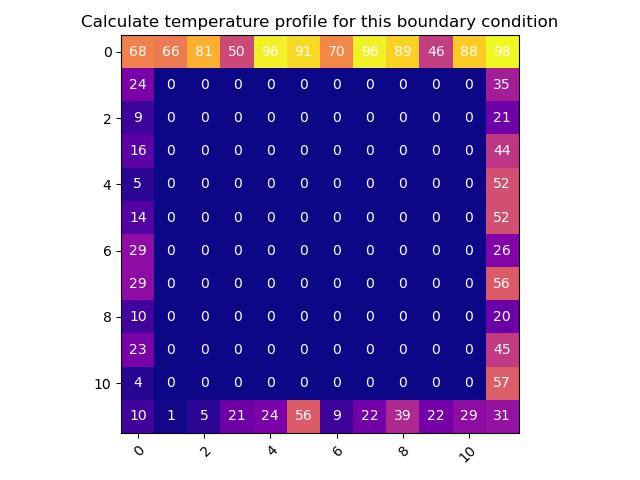 Calculate temperature profile for this boundary condition
0 68 66 81 50 96 91 70 96 89 46 88 98
24 0 0 0 0 0 0 0 0 0 0 35
2 9 0 0 0 0 0 0 0 0 0 0 21
16 0 0 0 0 0 0 0 0 0 0 44
4 5 0 0 0 0 0 0 0 0 0 0 52
14 0 0 0 0 0 0 0 0 0 0 52
6 29 0 0 0 0 0 0 0 0 0 0 26
29 0 0 0 0 0 0 0 0 0 0 56
8 10 0 0 0 0 0 0 0 0 0 0 20
23 0 0 0 0 0 0 0 0 0 0 45
10 4 0 0 0 0 0 0 0 0 0 0 57
10 1 5 21 24 56 9 22 39 22 29 31
0 2 4 6 8 10